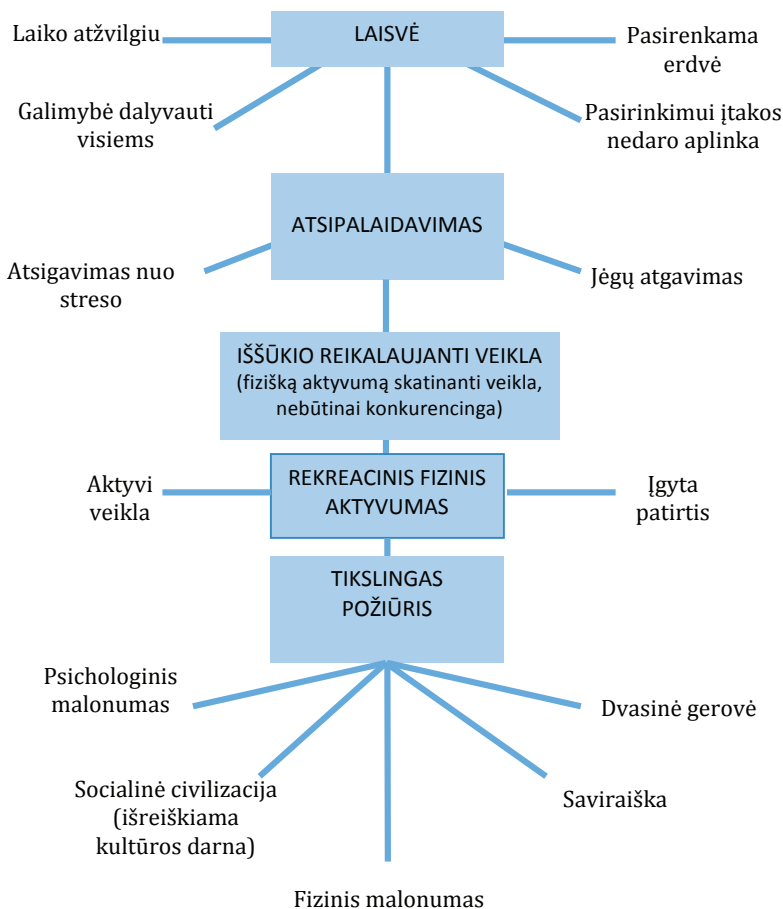 Laiko atžvilgiu
LAISVĖ
Pasirenkama
erdvė
Galimybė dalyvauti
visiems
Pasirinkimui įtakos
nedaro aplinka
ATSIPALAIDAVIMAS
Atsigavimas nuo
streso
Jėgų atgavimas
IŠŠŪKIO REIKALAUJANTI VEIKLA
(fizišką aktyvumą skatinanti veikla,
nebūtinai konkurencinga)
Aktyvi
veikla
REKREACINIS FIZINIS
AKTYVUMAS
Įgyta
patirtis
TIKSLINGAS
POŽIŪRIS
Psichologinis
malonumas
Dvasinė gerovė
Socialinė civilizacija
(išreiškiama
kultūros darna)
Saviraiška
Fizinis malonumas